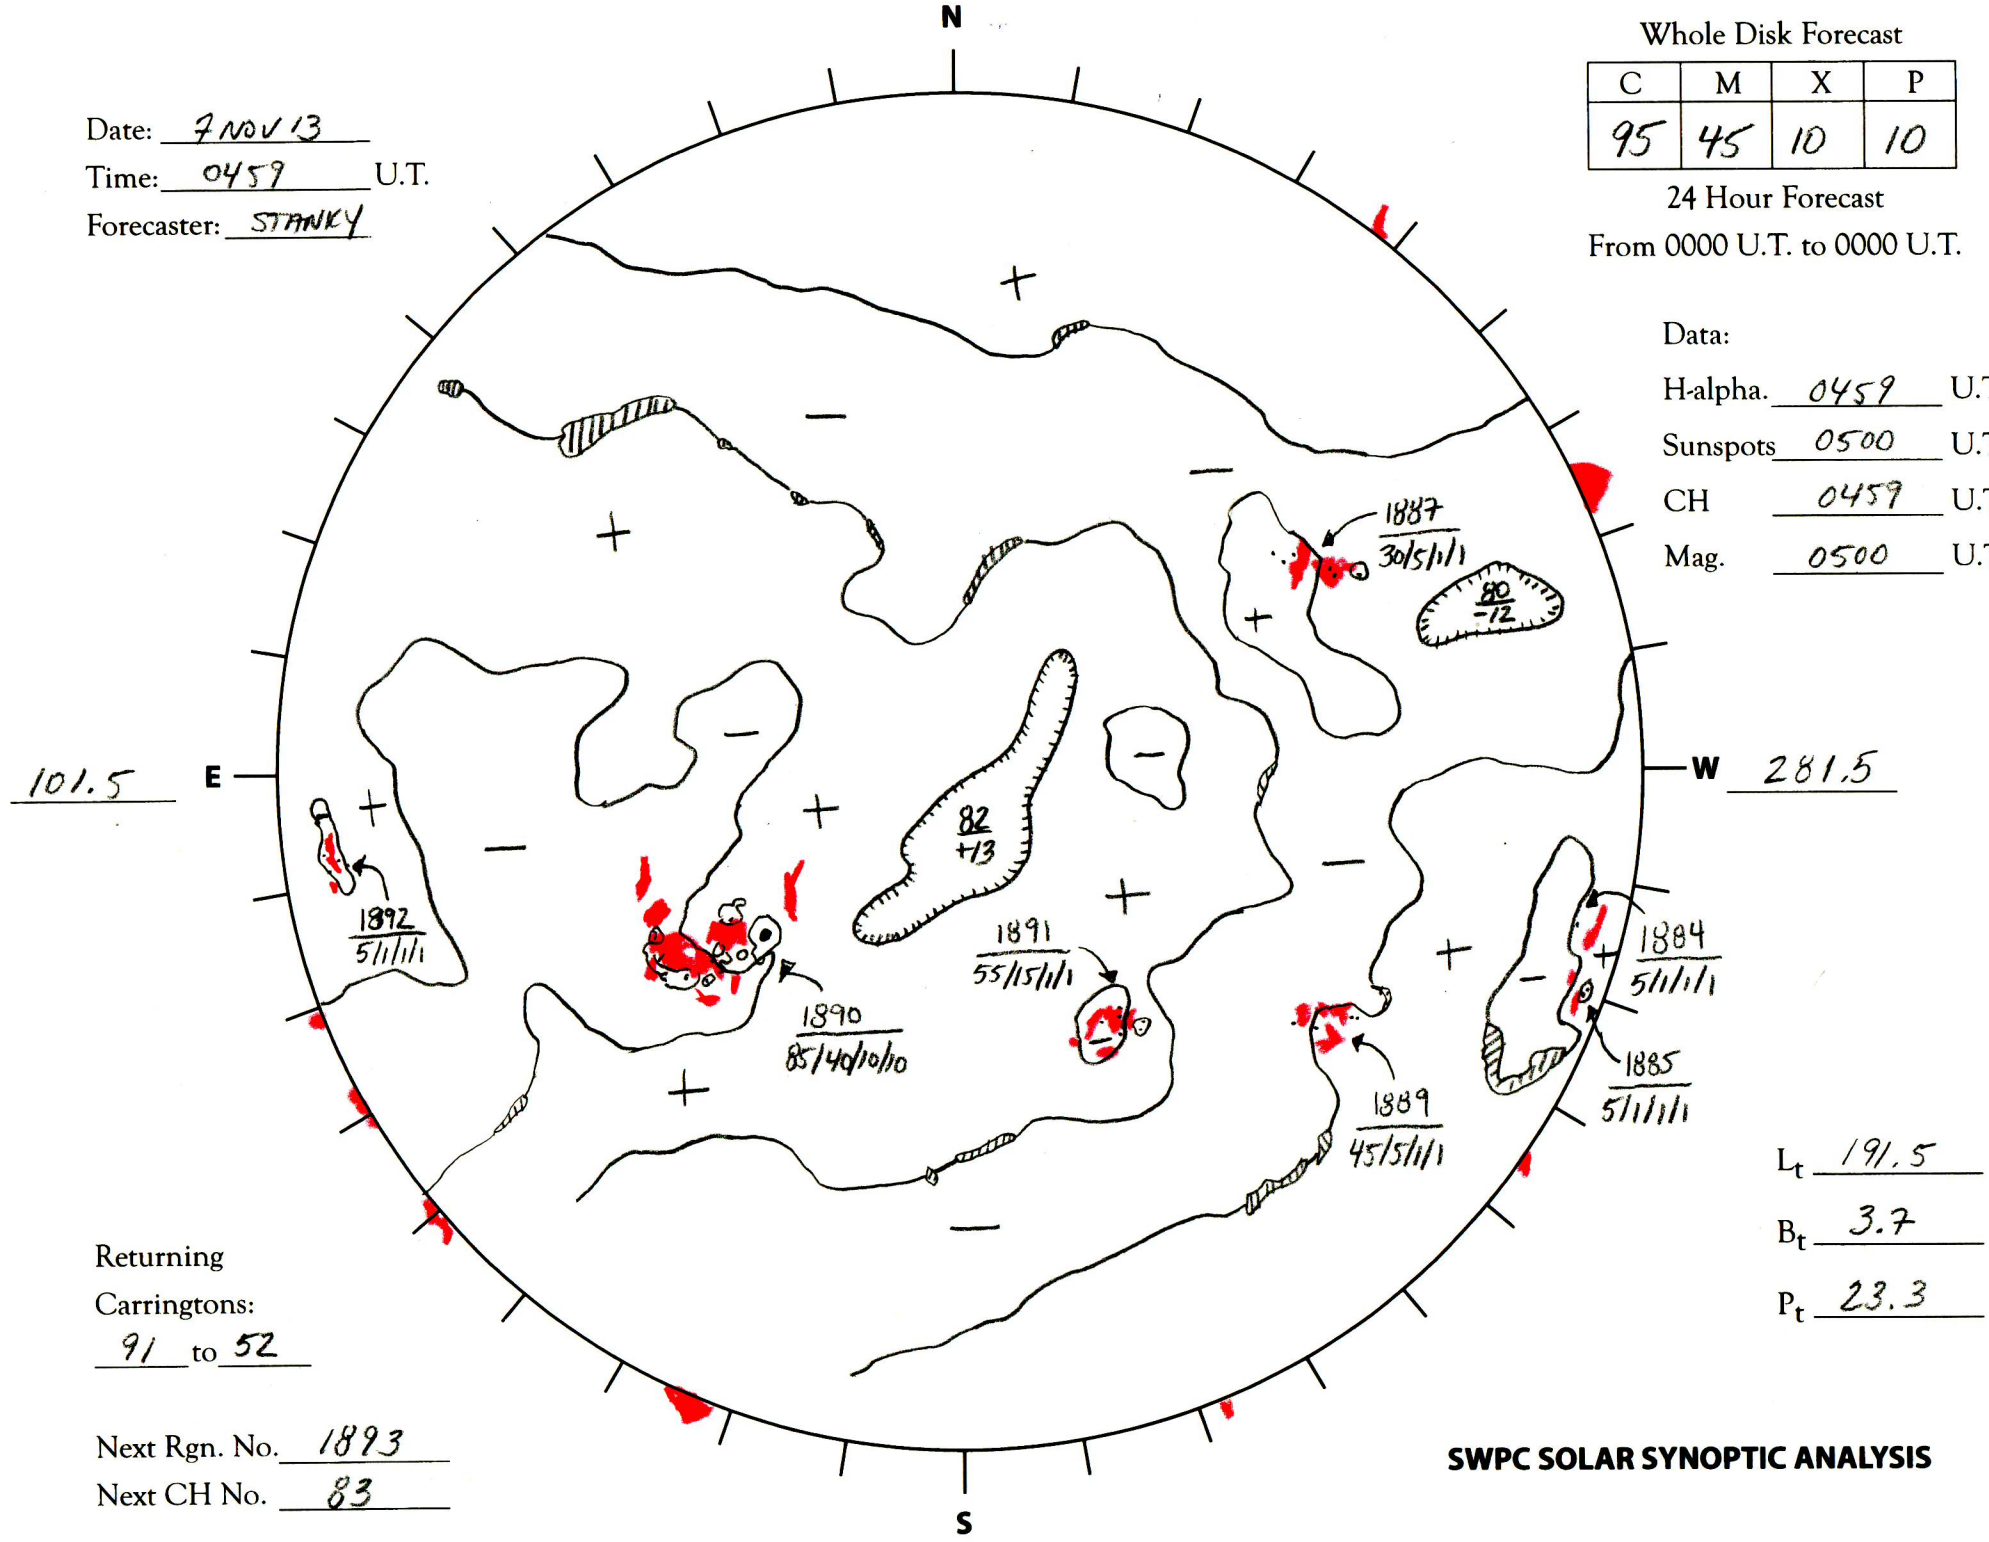 N
Whole Disk Forecast
C M X P
95 45 10 10
24 Hour Forecast
From 0000 U.T. to 0000 U.T.
Date: 7 NOV 13
Time: 0459 U.T.
Forecaster: STANKY
Data:
H-alpha. 0459 U.T
Sunspots 0500 U.T
CH 0459 U.T
Mag. 0500 U.T
+
−
−
+
1887
30/5/1/1
80
-12
+
−
−
101.5 E
W 281.5
+
+
82
+13
−
−
+
1892
5/1/1/1
1891
55/15/1/1
+
−
+
1884
5/1/1/1
1890
85/40/10/10
−
1885
5/1/1/1
+
1889
45/5/1/1
−
Lt 191.5
Bt 3.7
Pt 23.3
Returning
Carringtons:
91 to 52
Next Rgn. No. 1893
Next CH No. 83
SWPC SOLAR SYNOPTIC ANALYSIS
S